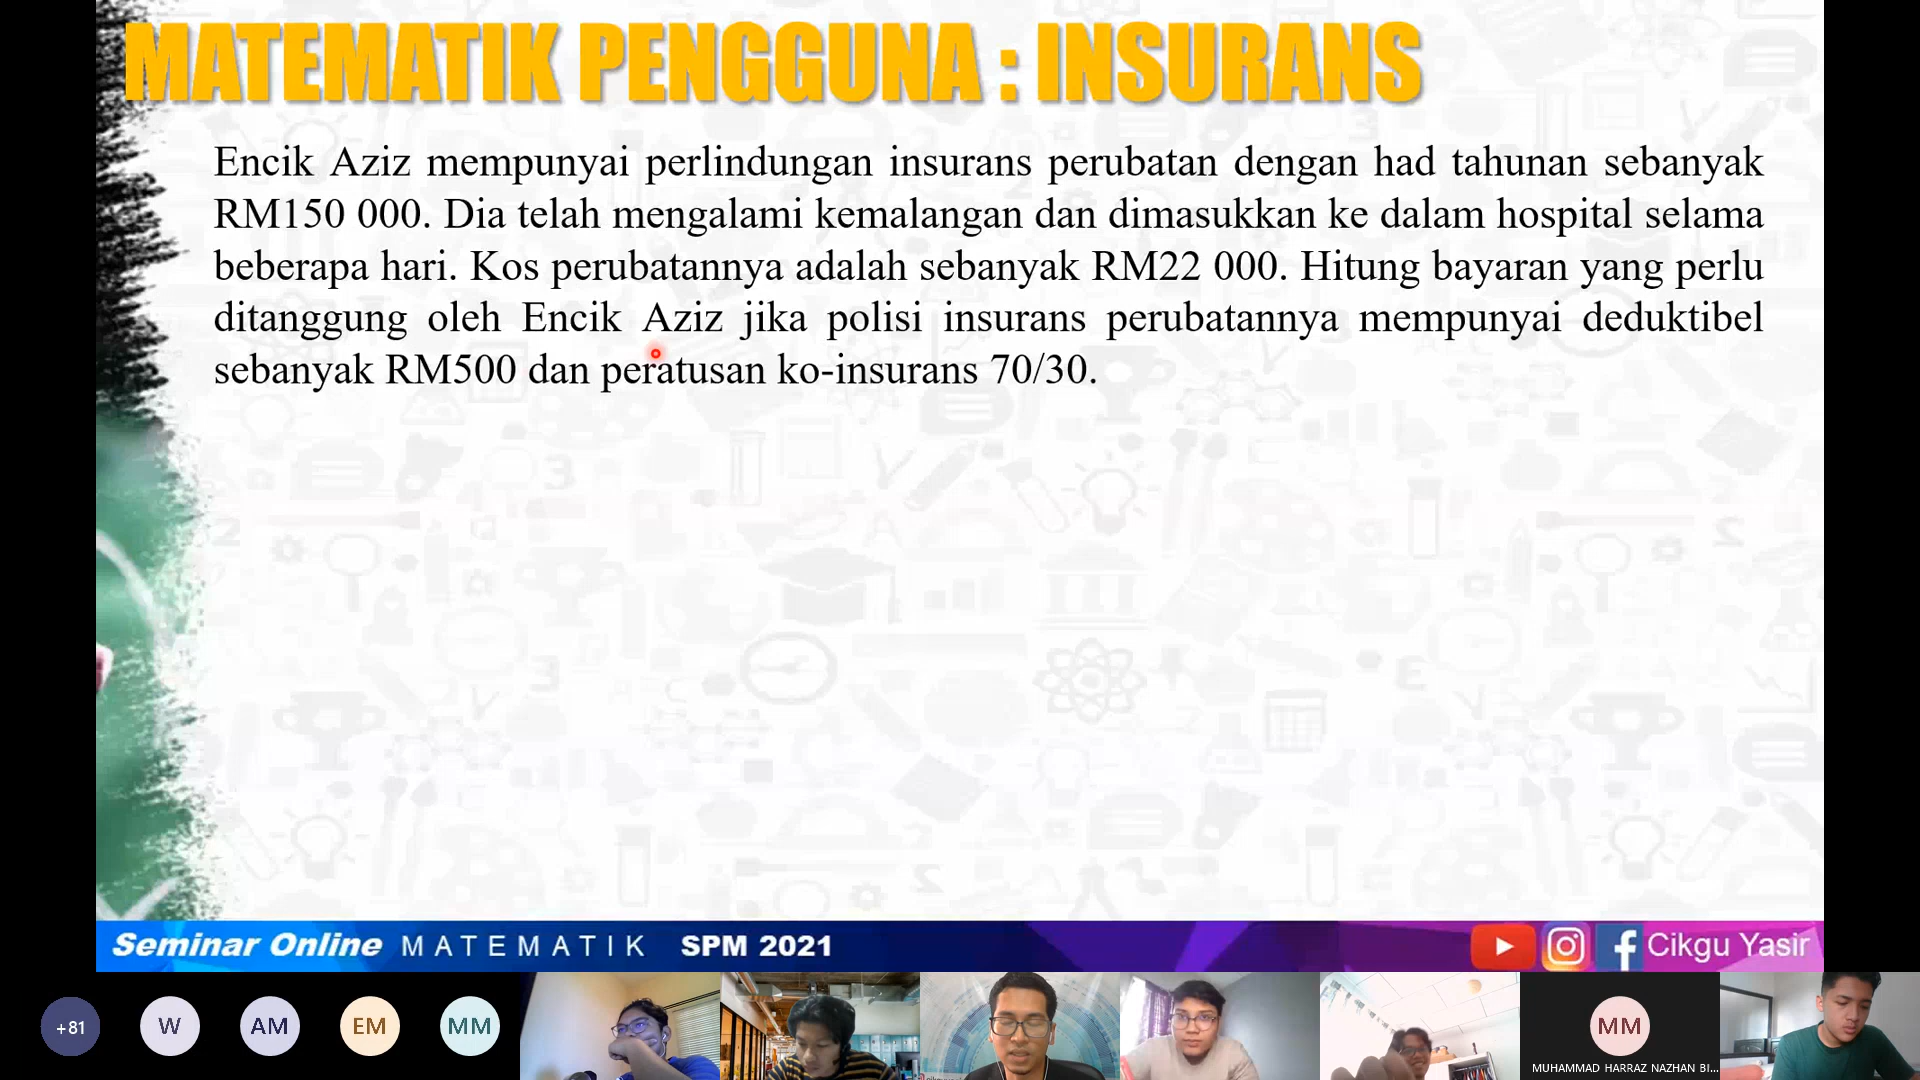 MATEMATIK PENGGUNA : INSURANS
Encik Aziz mempunyai perlindungan insurans perubatan dengan had tahunan sebanyak
RM150 000. Dia telah mengalami kemalangan dan dimasukkan ke dalam hospital selama
beberapa hari. Kos perubatannya adalah sebanyak RM22 000. Hitung bayaran yang perlu
ditanggung oleh Encik Aziz jika polisi insurans perubatannya mempunyai deduktibel
sebanyak RM500 dan peratusan ko-insurans 70/30.
Seminar Online MATEMATIK SPM 2021
Cikgu Yasir
+81
W
AM
EM
MM
MM
MUHAMMAD HARRAZ NAZHAN BI...